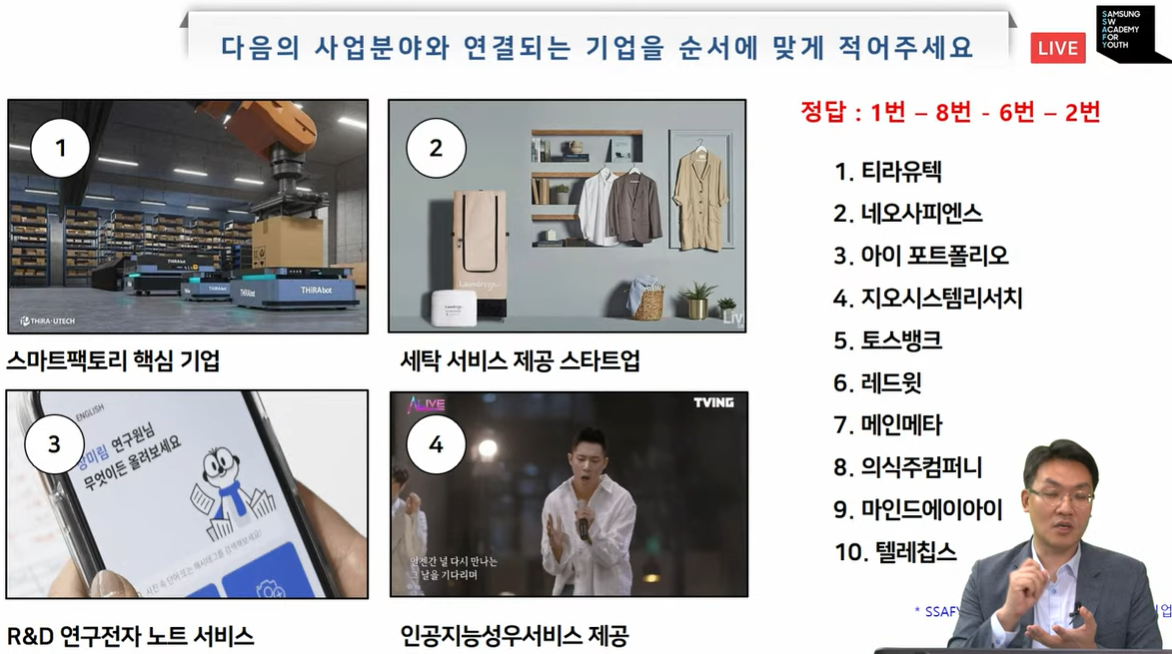 다음의 사업분야와 연결되는 기업을 순서에 맞게 적어주세요
LIVE
SAMSUNG
SW
ACADEMY
FOR
YOUTH
1
THiRAbot
THiRAbot
THiRAbot
THIRA·UTECH
스마트팩토리 핵심 기업
2
세탁 서비스 제공 스타트업
3
ENGLISH
연구원님
무엇이든 올려보세요
R&D 연구전자 노트 서비스
4
ALIVE
TVING
언젠간 널 다시 만나는
그 날을 기다리며
인공지능성우서비스 제공
정답 : 1번 – 8번 - 6번 – 2번
1. 티라유텍
2. 네오사피엔스
3. 아이 포트폴리오
4. 지오시스템리서치
5. 토스뱅크
6. 레드윗
7. 메인메타
8. 의식주컴퍼니
9. 마인드에이아이
10. 텔레칩스